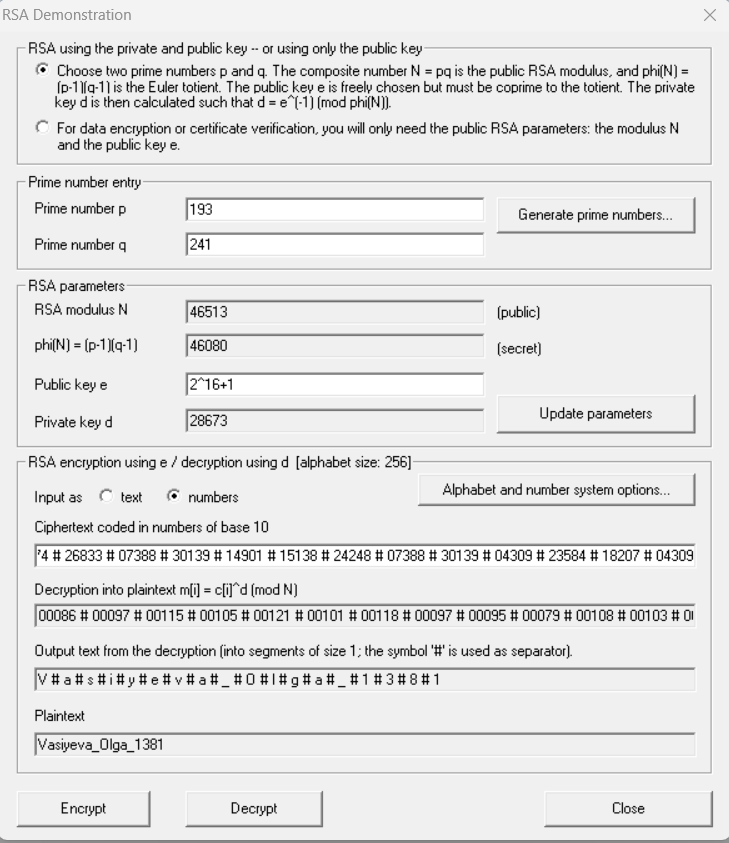 RSA Demonstration
RSA using the private and public key -- or using only the public key
Choose two prime numbers p and q. The composite number N = pq is the public RSA modulus, and phi(N) =
(p-1)(q-1) is the Euler totient. The public key e is freely chosen but must be coprime to the totient. The private
key d is then calculated such that d = e^(-1) (mod phi(N)).
For data encryption or certificate verification, you will only need the public RSA parameters: the modulus N
and the public key e.
Prime number entry
Prime number p
193
Generate prime numbers...
Prime number q
241
RSA parameters
RSA modulus N
46513
(public)
phi(N) = (p-1)(q-1)
46080
(secret)
Public key e
2^16+1
Private key d
28673
Update parameters
RSA encryption using e / decryption using d [alphabet size: 256]
Input as
text
numbers
Alphabet and number system options...
Ciphertext coded in numbers of base 10
4 # 26833 # 07388 # 30139 # 14901 # 15138 # 24248 # 07388 # 30139 # 04309 # 23584 # 18207 # 04309
Decryption into plaintext m[i] = c[i]^d (mod N)
00086 # 00097 # 00115 # 00105 # 00121 # 00101 # 00118 # 00097 # 00095 # 00079 # 00108 # 00103 #
Output text from the decryption (into segments of size 1; the symbol '#' is used as separator).
V # a # s # i # y # e # v # a # _ # O # l # g # a # _ # 1 # 3 # 8 # 1
Plaintext
Vasiyeva_Olga_1381
Encrypt
Decrypt
Close